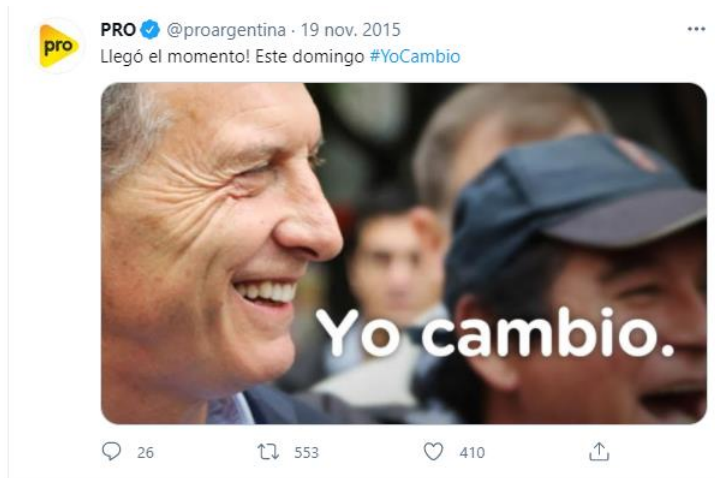 pro
PRO @proargentina · 19 nov. 2015
Llegó el momento! Este domingo #YoCambio
Yo cambio.
26 553 410